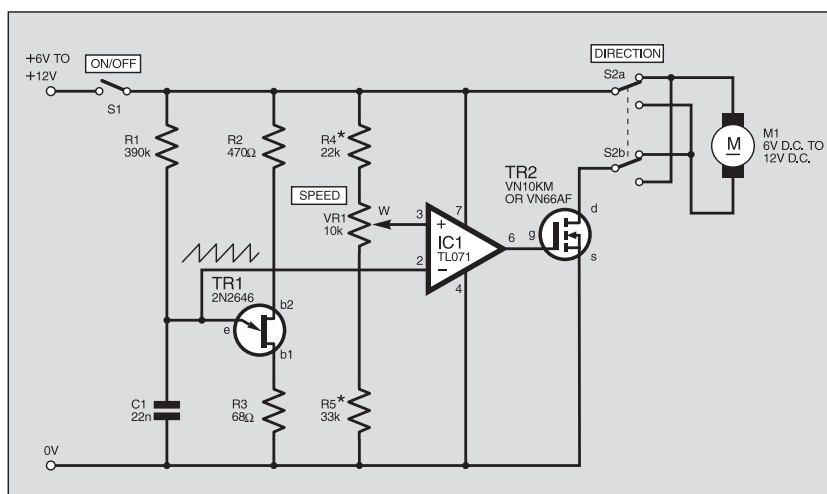 +6V TO
+12V
ON/OFF
S1
R1
390k
R2
470Ω
R4*
22k
SPEED
VR1
10k
W
DIRECTION
S2a
S2b
M
M1
6V D.C. TO
12V D.C.
TR2
VN10KM
OR VN66AF
d
g
s
3
+
7
IC1
TL071
6
2
−
4
TR1
2N2646
b2
e
b1
C1
22n
R3
68Ω
R5*
33k
0V